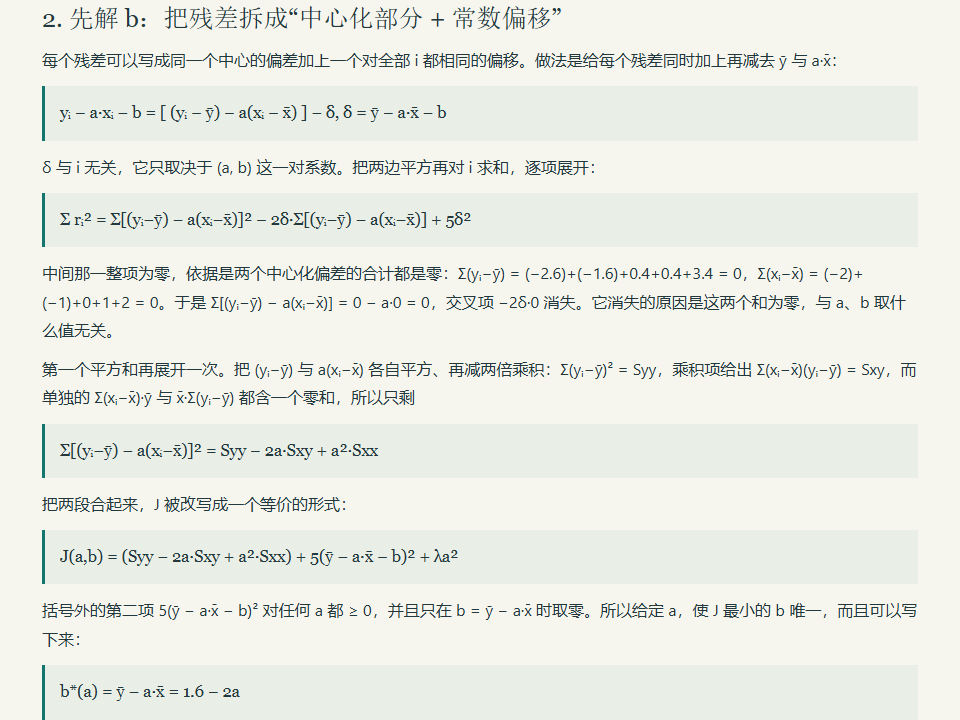 2. 先解 b：把残差拆成“中心化部分 + 常数偏移”
每个残差可以写成同一个中心的偏差加上一个对全部 i 都相同的偏移。做法是给每个残差同时加上再减去 ȳ 与 a·x̄：
yᵢ − a·xᵢ − b = [ (yᵢ − ȳ) − a(xᵢ − x̄) ] − δ, δ = ȳ − a·x̄ − b
δ 与 i 无关，它只取决于 (a, b) 这一对系数。把两边平方再对 i 求和，逐项展开：
Σ rᵢ² = Σ[(yᵢ−ȳ) − a(xᵢ−x̄)]² − 2δ·Σ[(yᵢ−ȳ) − a(xᵢ−x̄)] + 5δ²
中间那一整项为零，依据是两个中心化偏差的合计都是零：Σ(yᵢ−ȳ) = (−2.6)+(−1.6)+0.4+0.4+3.4 = 0，Σ(xᵢ−x̄) = (−2)+
(−1)+0+1+2 = 0。于是 Σ[(yᵢ−ȳ) − a(xᵢ−x̄)] = 0 − a·0 = 0，交叉项 −2δ·0 消失。它消失的原因是这两个和为零，与 a、b 取什
么值无关。
第一个平方和再展开一次。把 (yᵢ−ȳ) 与 a(xᵢ−x̄) 各自平方、再减两倍乘积：Σ(yᵢ−ȳ)² = Syy，乘积项给出 Σ(xᵢ−x̄)(yᵢ−ȳ) = Sxy，而
单独的 Σ(xᵢ−x̄)·ȳ 与 x̄·Σ(yᵢ−ȳ) 都含一个零和，所以只剩
Σ[(yᵢ−ȳ) − a(xᵢ−x̄)]² = Syy − 2a·Sxy + a²·Sxx
把两段合起来，J 被改写成一个等价的形式：
J(a,b) = (Syy − 2a·Sxy + a²·Sxx) + 5(ȳ − a·x̄ − b)² + λa²
括号外的第二项 5(ȳ − a·x̄ − b)² 对任何 a 都 ≥ 0，并且只在 b = ȳ − a·x̄ 时取零。所以给定 a，使 J 最小的 b 唯一，而且可以写
下来：
b*(a) = ȳ − a·x̄ = 1.6 − 2a